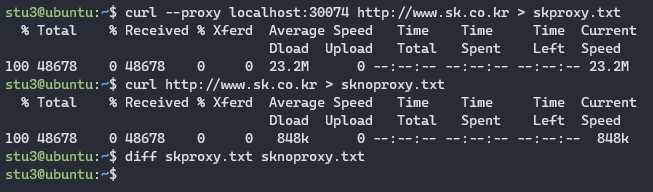 stu3@ubuntu:~$ curl --proxy localhost:30074 http://www.sk.co.kr > skproxy.txt
  % Total    % Received % Xferd  Average Speed   Time    Time     Time  Current
                                 Dload  Upload   Total   Spent    Left  Speed
100 48678    0 48678    0     0  23.2M      0 --:--:-- --:--:-- --:--:-- 23.2M
stu3@ubuntu:~$ curl http://www.sk.co.kr > sknoproxy.txt
  % Total    % Received % Xferd  Average Speed   Time    Time     Time  Current
                                 Dload  Upload   Total   Spent    Left  Speed
100 48678    0 48678    0     0   848k      0 --:--:-- --:--:-- --:--:--  848k
stu3@ubuntu:~$ diff skproxy.txt sknoproxy.txt
stu3@ubuntu:~$